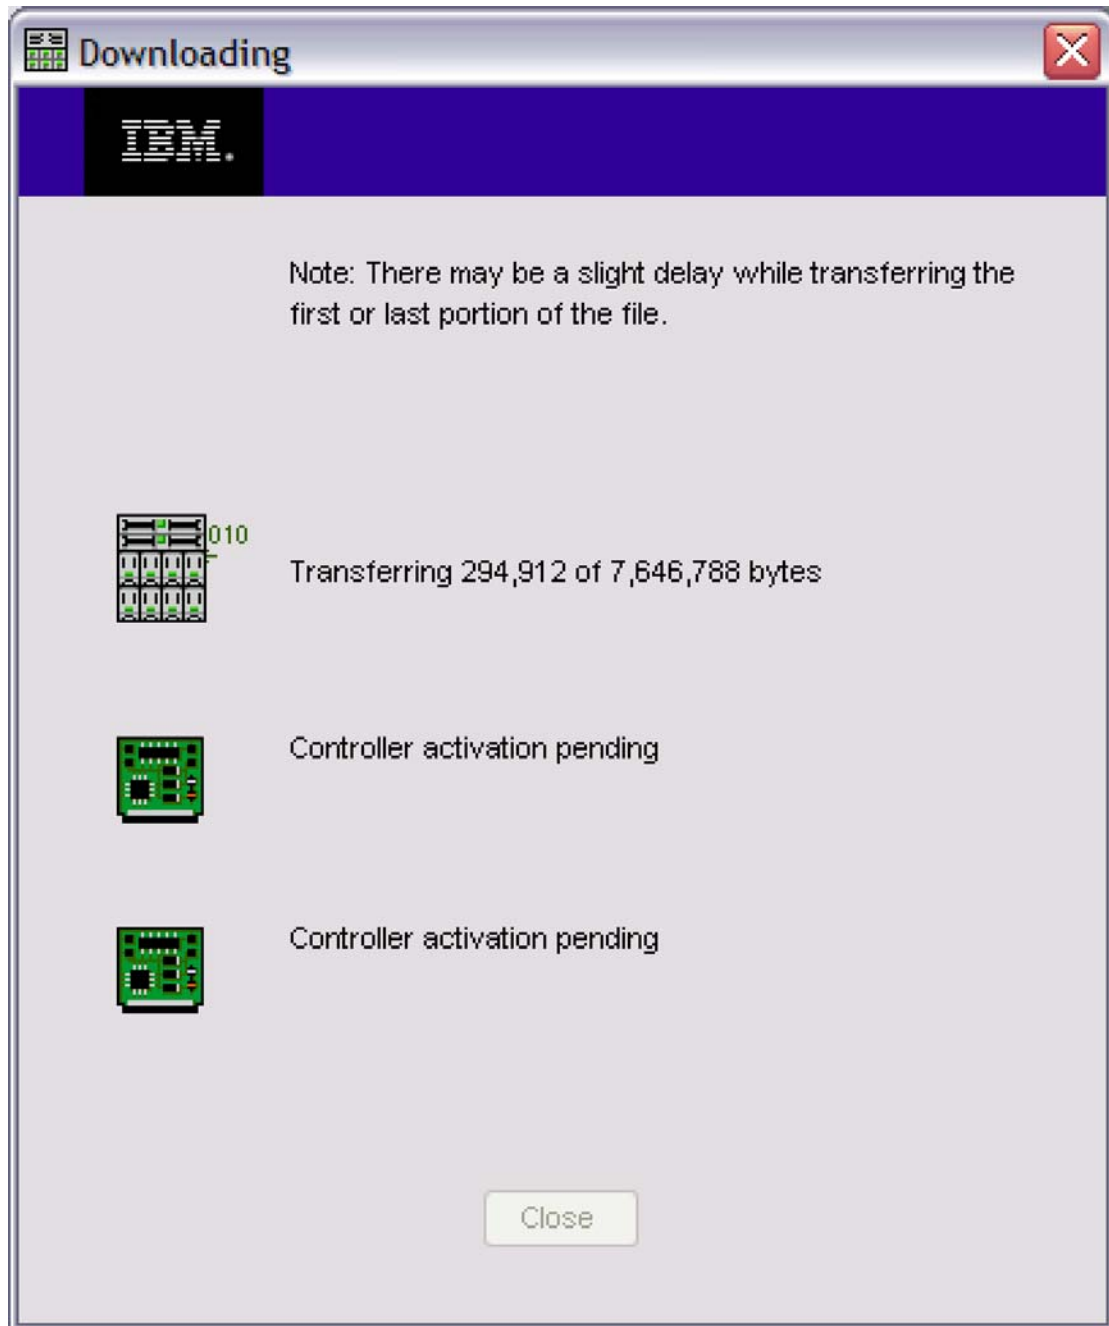 Downloading
IBM.
Note: There may be a slight delay while transferring the
first or last portion of the file.
010
Transferring 294,912 of 7,646,788 bytes
Controller activation pending
Controller activation pending
Close